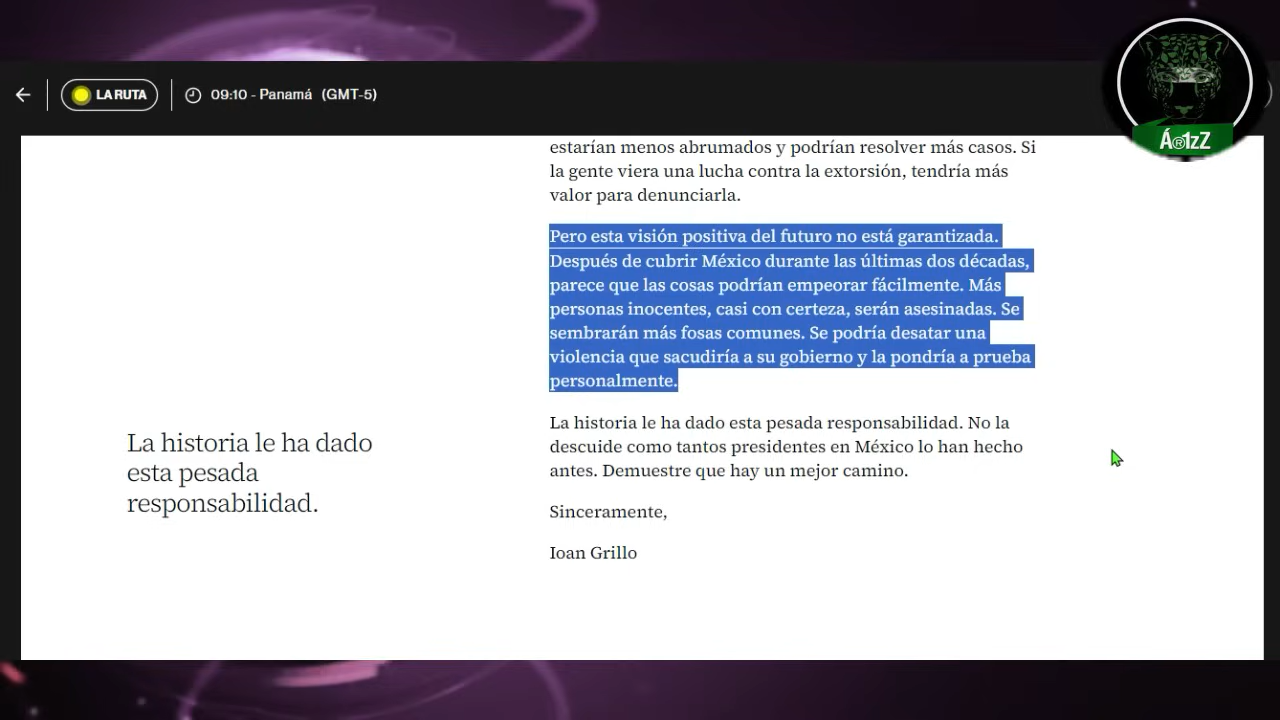 LA RUTA
09:10 - Panamá (GMT-5)
Á®1zZ
estarían menos abrumados y podrían resolver más casos. Si
la gente viera una lucha contra la extorsión, tendría más
valor para denunciarla.
Pero esta visión positiva del futuro no está garantizada.
Después de cubrir México durante las últimas dos décadas,
parece que las cosas podrían empeorar fácilmente. Más
personas inocentes, casi con certeza, serán asesinadas. Se
sembrarán más fosas comunes. Se podría desatar una
violencia que sacudiría a su gobierno y la pondría a prueba
personalmente.
La historia le ha dado
esta pesada
responsabilidad.
La historia le ha dado esta pesada responsabilidad. No la
descuide como tantos presidentes en México lo han hecho
antes. Demuestre que hay un mejor camino.
Sinceramente,
Ioan Grillo